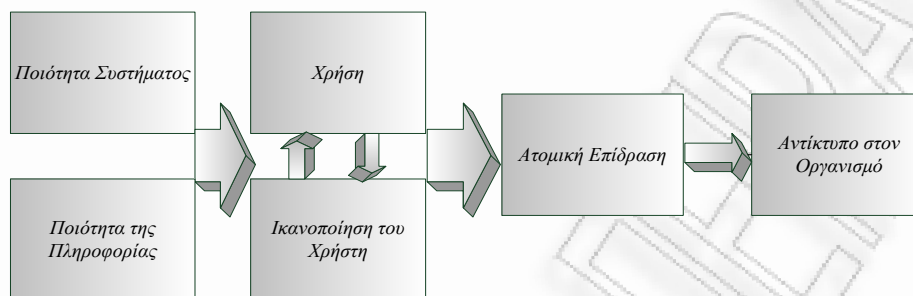 Ποιότητα Συστήματος
Χρήση
Ατομική Επίδραση
Αντίκτυπο στον
Οργανισμό
Ποιότητα της
Πληροφορίας
Ικανοποίηση του
Χρήστη